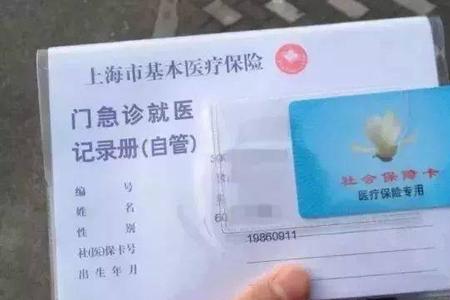 上海市基本医疗保险
门急诊就医
记录册(自管)
社会保障卡
医疗保险专用
编 号
姓 名
性 别
60
社(医)保卡号
19860911
出生年月